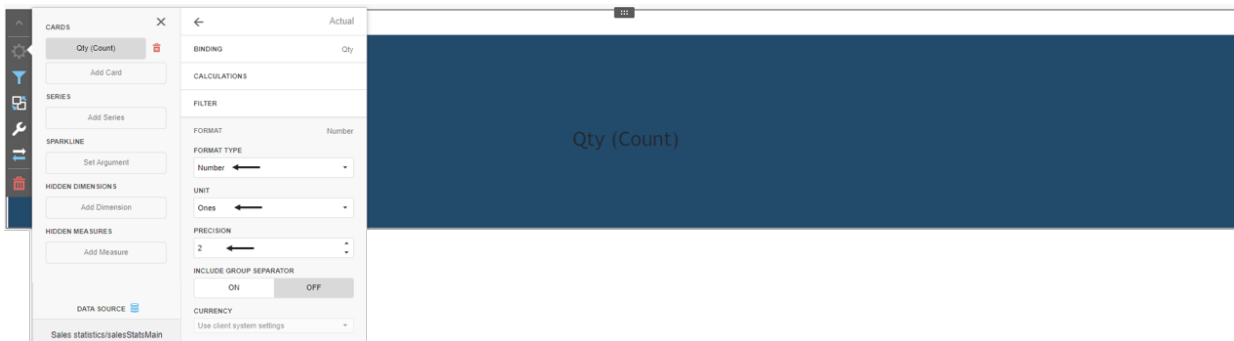 CARDS
Qty (Count)
Add Card
SERIES
Add Series
SPARKLINE
Set Argument
HIDDEN DIMENSIONS
Add Dimension
HIDDEN MEASURES
Add Measure
DATA SOURCE
Sales statistics/salesStatsMain
Actual
BINDING Qty
CALCULATIONS
FILTER
FORMAT Number
FORMAT TYPE
Number
UNIT
Ones
PRECISION
2
INCLUDE GROUP SEPARATOR
ON OFF
CURRENCY
Use client system settings
Qty (Count)